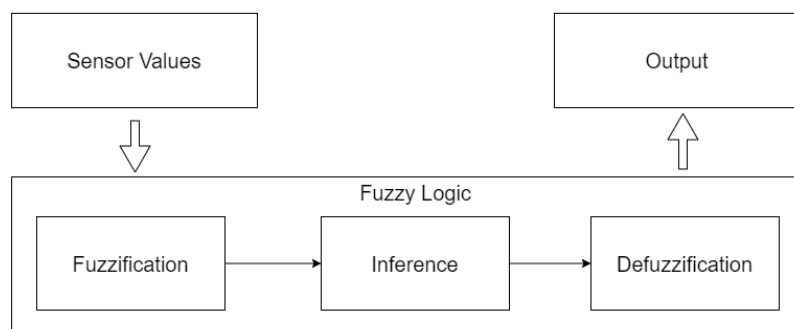 Sensor Values
Output
Fuzzy Logic
Fuzzification
Inference
Defuzzification